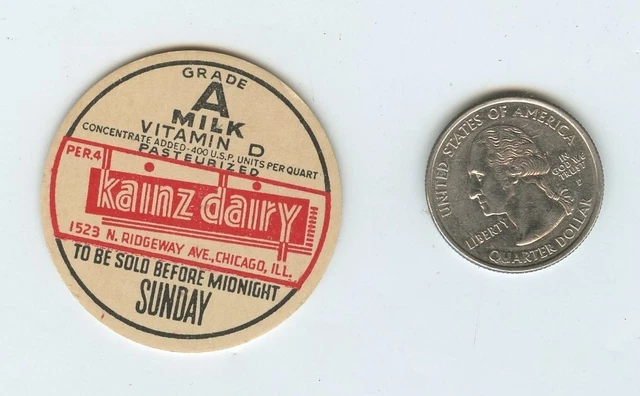 GRADE
A
MILK
VITAMIN D
CONCENTRATE ADDED-400 U.S.P. UNITS PER QUART
PASTEURIZED
PER.4
kainz dairy
1523 N. RIDGEWAY AVE., CHICAGO, ILL.
TO BE SOLD BEFORE MIDNIGHT
SUNDAY
UNITED STATES OF AMERICA
IN
GOD WE
TRUST
P
LIBERTY
QUARTER DOLLAR